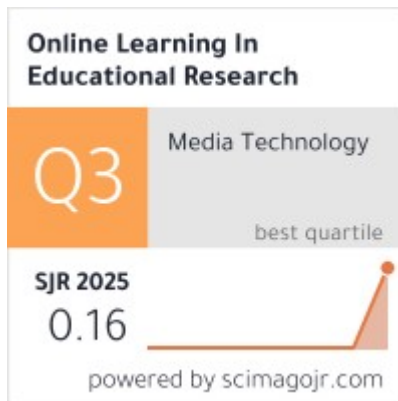 Online Learning In
Educational Research
Q3
Media Technology
best quartile
SJR 2025
0.16
powered by scimagojr.com